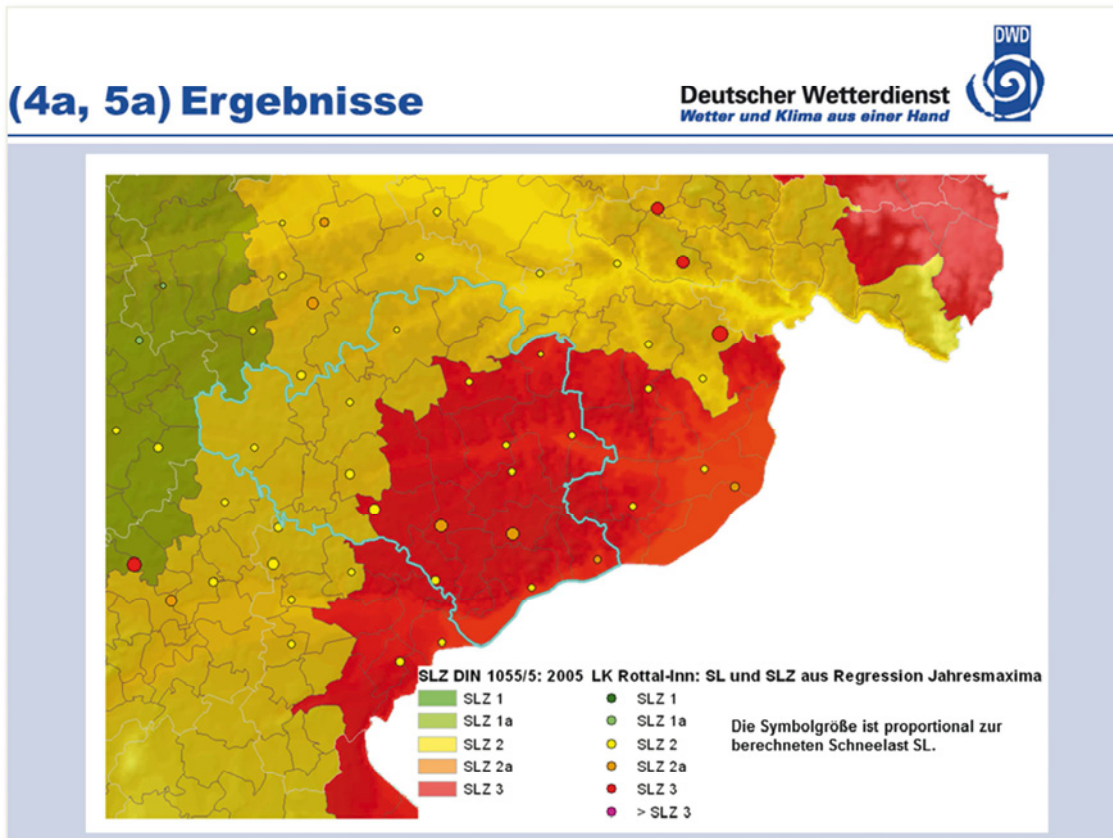 (4a, 5a) Ergebnisse
DWD
Deutscher Wetterdienst
Wetter und Klima aus einer Hand
SLZ DIN 1055/5: 2005
SLZ 1
SLZ 1a
SLZ 2
SLZ 2a
SLZ 3
LK Rottal-Inn: SL und SLZ aus Regression Jahresmaxima
SLZ 1
SLZ 1a
SLZ 2
SLZ 2a
SLZ 3
> SLZ 3
Die Symbolgröße ist proportional zur
berechneten Schneelast SL.